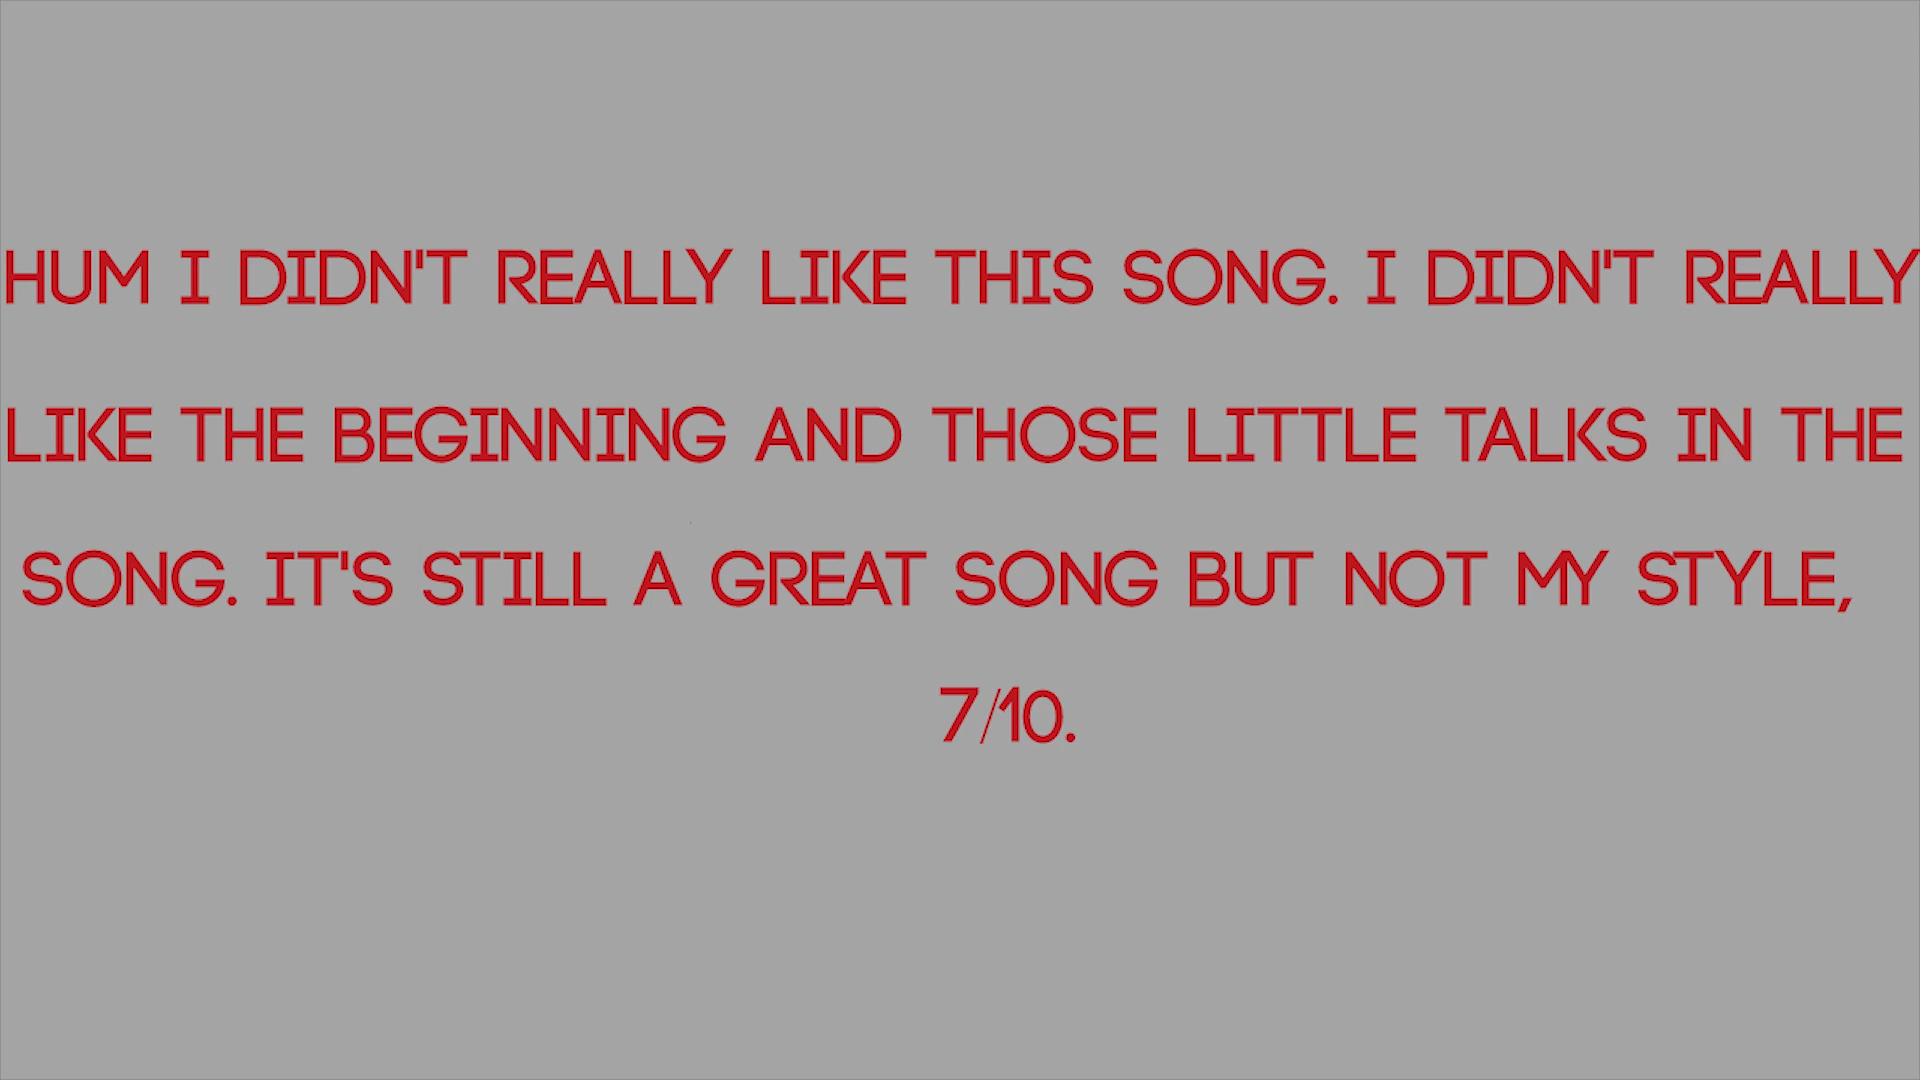 HUM I DIDN'T REALLY LIKE THIS SONG. I DIDN'T REALLY
LIKE THE BEGINNING AND THOSE LITTLE TALKS IN THE
SONG. IT'S STILL A GREAT SONG BUT NOT MY STYLE,
7/10.